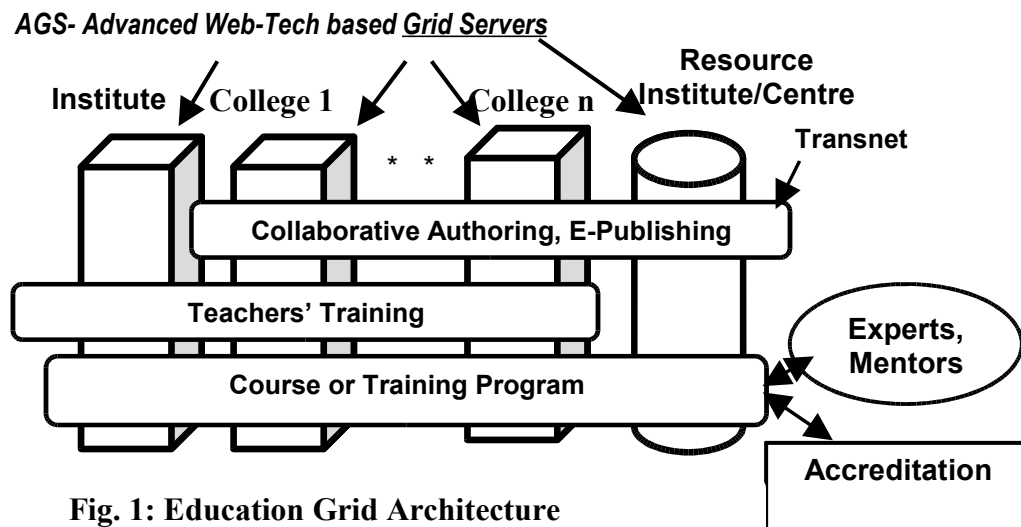 AGS- Advanced Web-Tech based Grid Servers
Resource
Institute/Centre
Institute
College 1
College n
Transnet
* *
Collaborative Authoring, E-Publishing
Teachers’ Training
Experts,
Mentors
Course or Training Program
Accreditation
Fig. 1: Education Grid Architecture